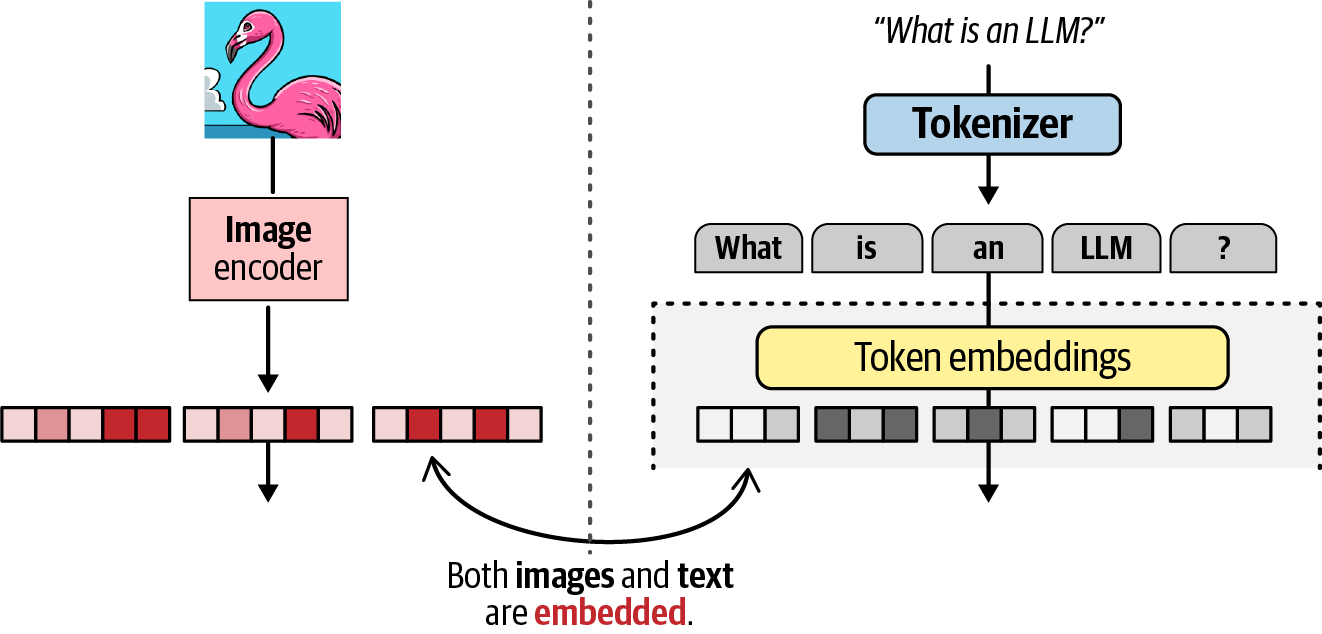 Image
encoder
“What is an LLM?”
Tokenizer
What is an LLM ?
Token embeddings
Both images and text
are embedded.